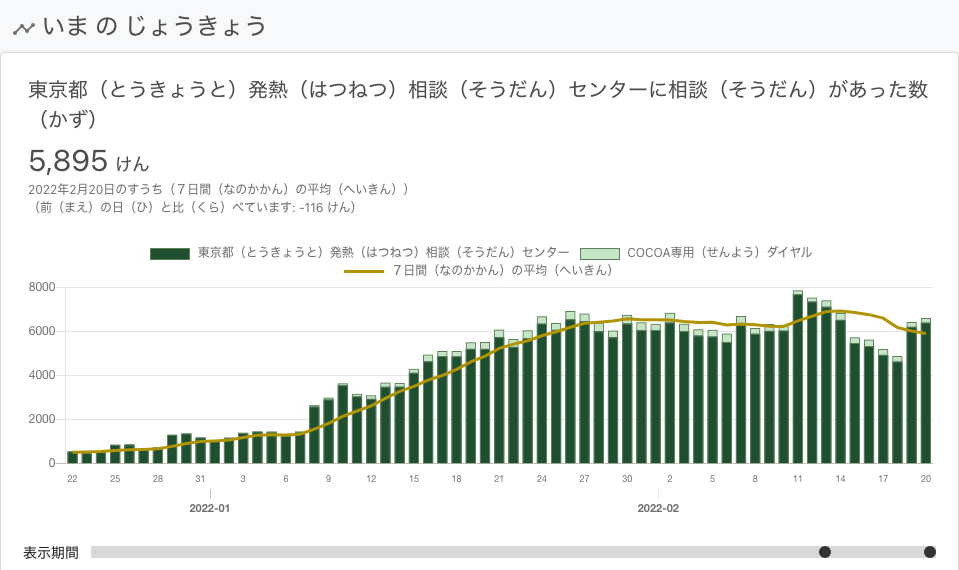 いま の じょうきょう
東京都（とうきょうと）発熱（はつねつ）相談（そうだん）センターに相談（そうだん）があった数
（かず）
5,895 けん
2022年2月20日のすうち（７日間（なのかかん）の平均（へいきん））
（前（まえ）の日（ひ）と比（くら）べています: -116 けん）
東京都（とうきょうと）発熱（はつねつ）相談（そうだん）センター COCOA専用（せんよう）ダイヤル
７日間（なのかかん）の平均（へいきん）
8000
6000
4000
2000
0
22 25 28 31 3 6 9 12 15 18 21 24 27 30 2 5 8 11 14 17 20
2022-01 2022-02
表示期間